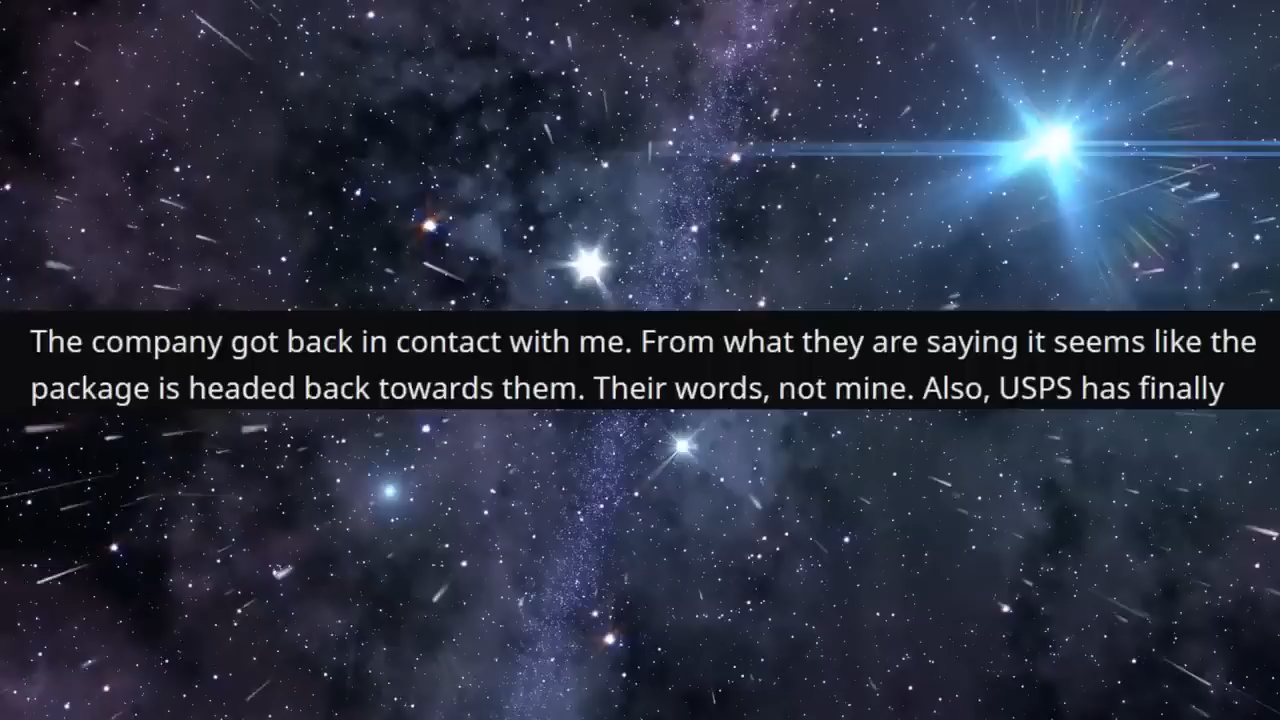 The company got back in contact with me. From what they are saying it seems like the
package is headed back towards them. Their words, not mine. Also, USPS has finally